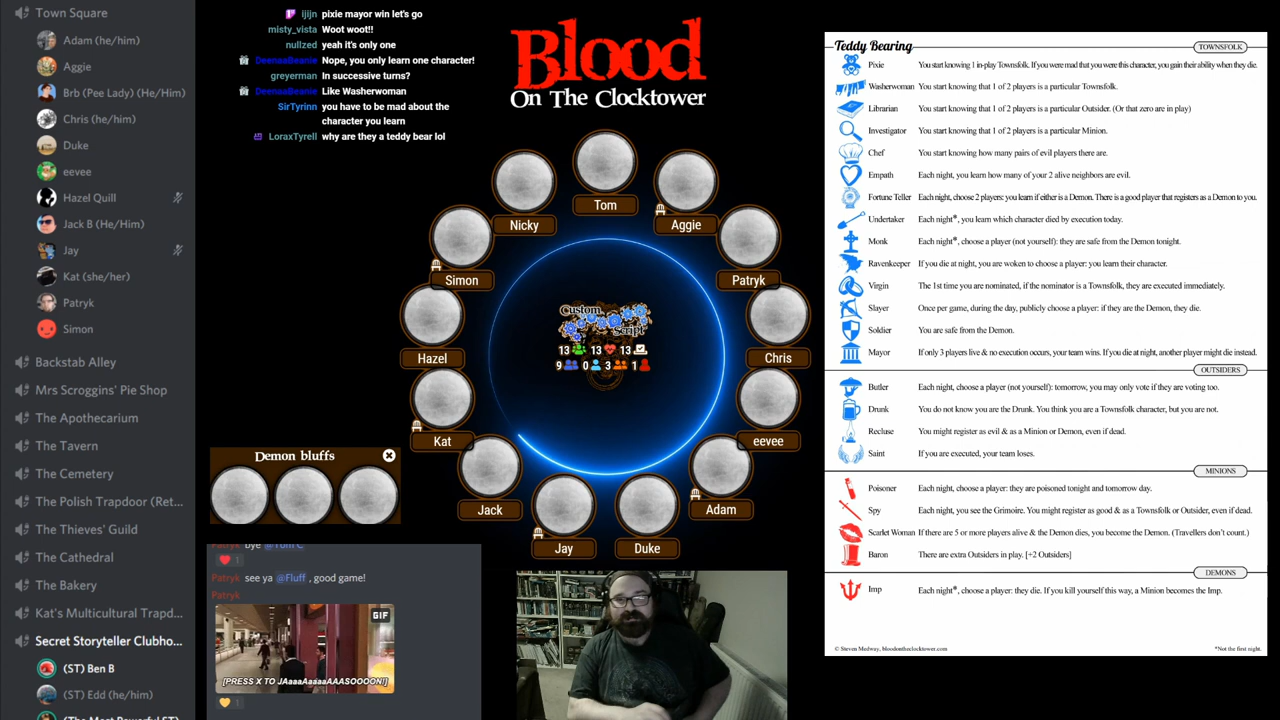 Town Square
Adam (he/him)
Aggie
Brb (Pee Lady) (He/Him)
Chris (he/him)
Duke
eevee
Hazel Quill
Jack B (He/Him)
Jay
Kat (she/her)
Patryk
Simon
Backstab Alley
Mrs Scroggins' Pie Shop
The Apothecarium
The Tavern
The Cemetery
The Polish Trapdoor (Ret...
The Thieves' Guild
The Cathedral
The Bakery
Kat's Multicultural Trapd...
Secret Storyteller Clubho...
(ST) Ben B
(ST) Edd (he/him)
(The Most Powerful ST)
ijijn pixie mayor win let's go
misty_vista Woot woot!!
nullzed yeah it's only one
DeenaaBeanie Nope, you only learn one character!
greyerman In successive turns?
DeenaaBeanie Like Washerwoman
SirTyrinn you have to be mad about the
character you learn
LoraxTyrell why are they a teddy bear lol
Blood
On The Clocktower
Tom
Nicky
Aggie
Simon
Patryk
Hazel
Chris
Kat
eevee
Jack
Adam
Jay
Duke
Custom
Script
13 13 13
9 0 3 1
Demon bluffs
Patryk bye @Tom C
1
Patryk see ya @Fluff , good game!
Patryk
GIF
[PRESS X TO JAaaaAaaaaAAASOOOON!]
1
Teddy Bearing
TOWNSFOLK
Pixie You start knowing 1 in-play Townsfolk. If you were mad that you were this character, you gain their ability when they die.
Washerwoman You start knowing that 1 of 2 players is a particular Townsfolk.
Librarian You start knowing that 1 of 2 players is a particular Outsider. (Or that zero are in play)
Investigator You start knowing that 1 of 2 players is a particular Minion.
Chef You start knowing how many pairs of evil players there are.
Empath Each night, you learn how many of your 2 alive neighbors are evil.
Fortune Teller Each night, choose 2 players: you learn if either is a Demon. There is a good player that registers as a Demon to you.
Undertaker Each night*, you learn which character died by execution today.
Monk Each night*, choose a player (not yourself): they are safe from the Demon tonight.
Ravenkeeper If you die at night, you are woken to choose a player: you learn their character.
Virgin The 1st time you are nominated, if the nominator is a Townsfolk, they are executed immediately.
Slayer Once per game, during the day, publicly choose a player: if they are the Demon, they die.
Soldier You are safe from the Demon.
Mayor If only 3 players live & no execution occurs, your team wins. If you die at night, another player might die instead.
OUTSIDERS
Butler Each night, choose a player (not yourself): tomorrow, you may only vote if they are voting too.
Drunk You do not know you are the Drunk. You think you are a Townsfolk character, but you are not.
Recluse You might register as evil & as a Minion or Demon, even if dead.
Saint If you are executed, your team loses.
MINIONS
Poisoner Each night, choose a player: they are poisoned tonight and tomorrow day.
Spy Each night, you see the Grimoire. You might register as good & as a Townsfolk or Outsider, even if dead.
Scarlet Woman If there are 5 or more players alive & the Demon dies, you become the Demon. (Travellers don't count.)
Baron There are extra Outsiders in play. [+2 Outsiders]
DEMONS
Imp Each night*, choose a player: they die. If you kill yourself this way, a Minion becomes the Imp.
© Steven Medway, bloodontheclocktower.com
*Not the first night.